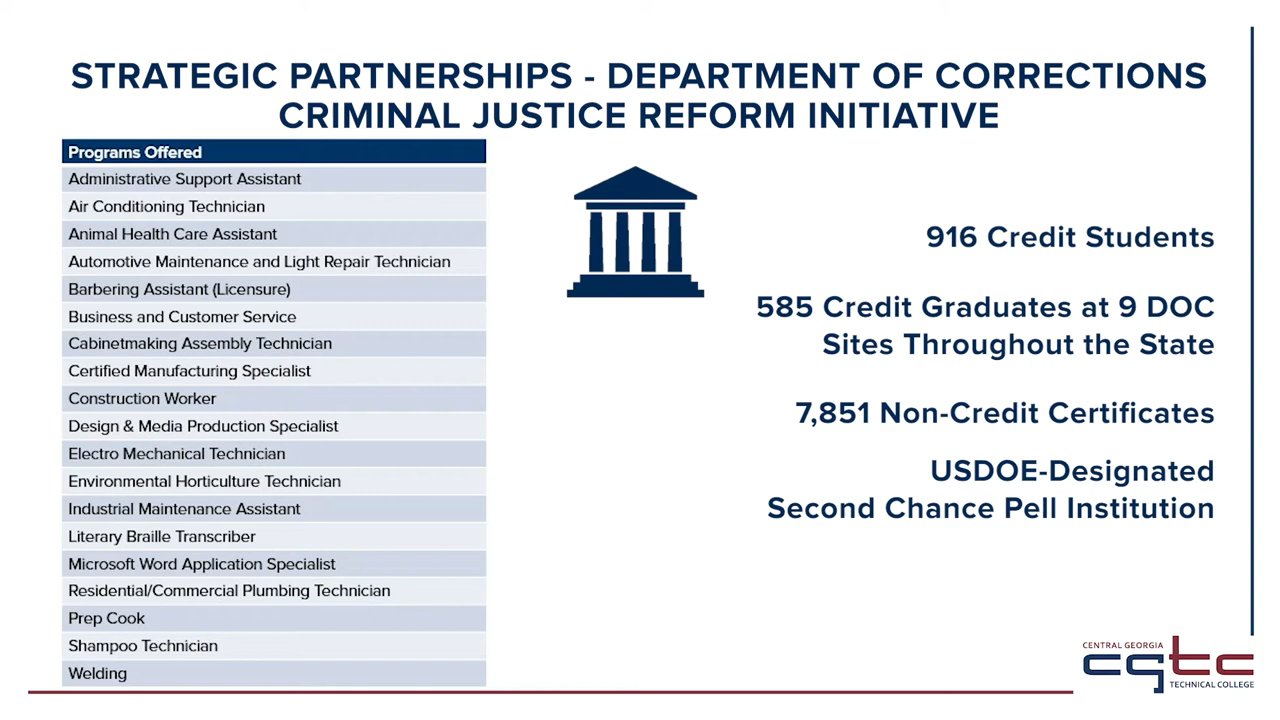 STRATEGIC PARTNERSHIPS - DEPARTMENT OF CORRECTIONS
CRIMINAL JUSTICE REFORM INITIATIVE
Programs Offered
Administrative Support Assistant
Air Conditioning Technician
Animal Health Care Assistant
Automotive Maintenance and Light Repair Technician
Barbering Assistant (Licensure)
Business and Customer Service
Cabinetmaking Assembly Technician
Certified Manufacturing Specialist
Construction Worker
Design & Media Production Specialist
Electro Mechanical Technician
Environmental Horticulture Technician
Industrial Maintenance Assistant
Literary Braille Transcriber
Microsoft Word Application Specialist
Residential/Commercial Plumbing Technician
Prep Cook
Shampoo Technician
Welding
916 Credit Students
585 Credit Graduates at 9 DOC
Sites Throughout the State
7,851 Non-Credit Certificates
USDOE-Designated
Second Chance Pell Institution
CENTRAL GEORGIA
cgtc
TECHNICAL COLLEGE